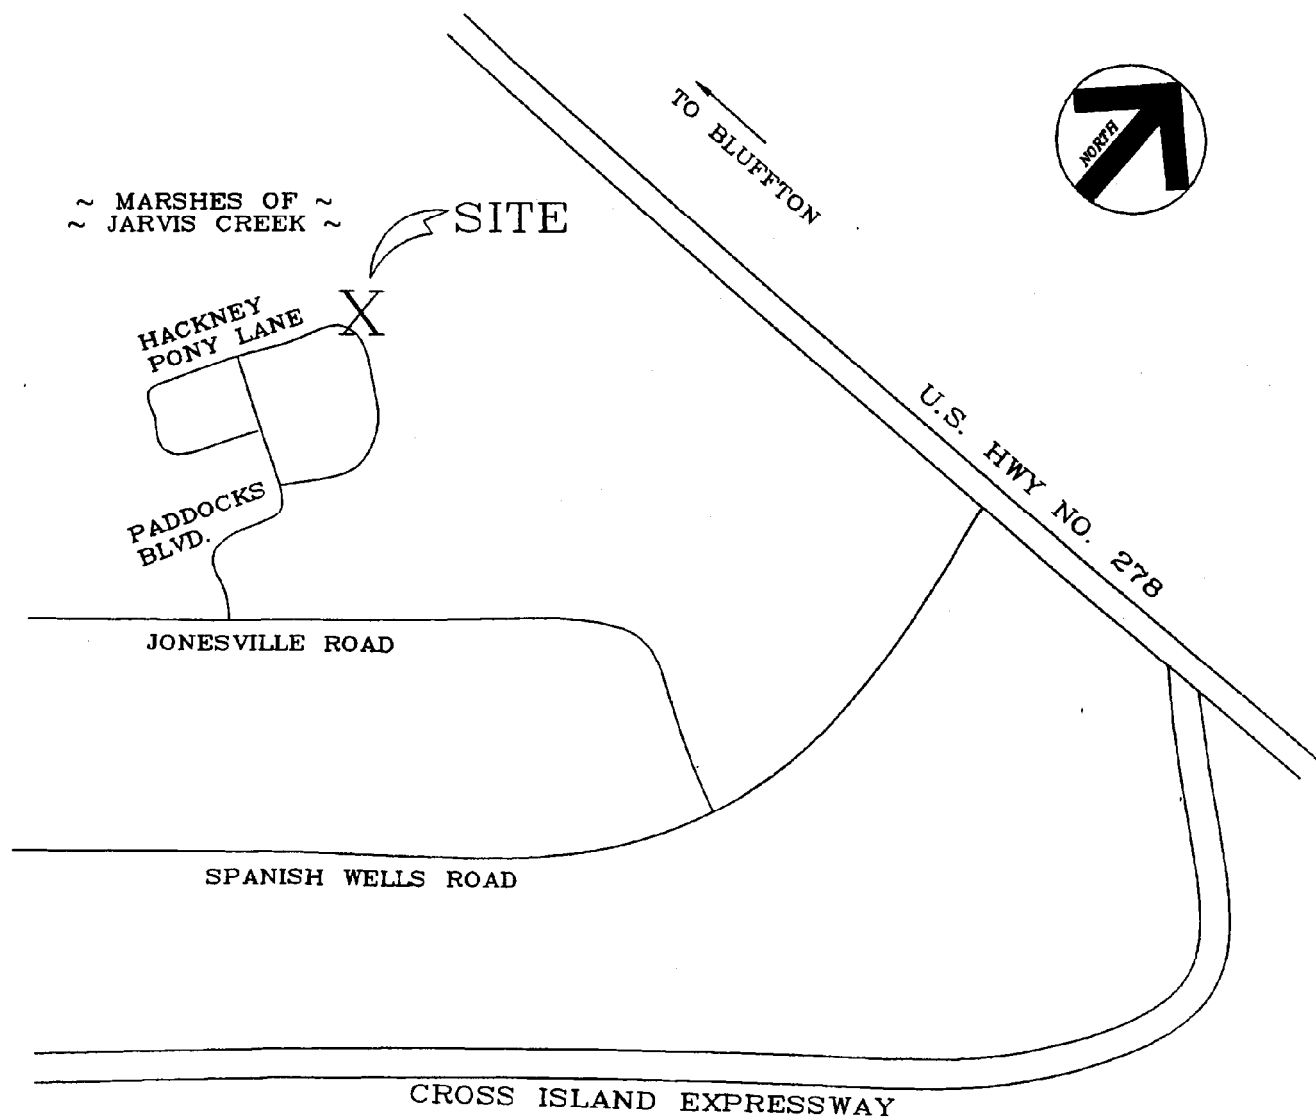 TO BLUFFTON
NORTH
~ MARSHES OF ~
~ JARVIS CREEK ~
SITE
X
HACKNEY
PONY LANE
U.S. HWY NO. 278
PADDOCKS
BLVD.
JONESVILLE ROAD
SPANISH WELLS ROAD
CROSS ISLAND EXPRESSWAY